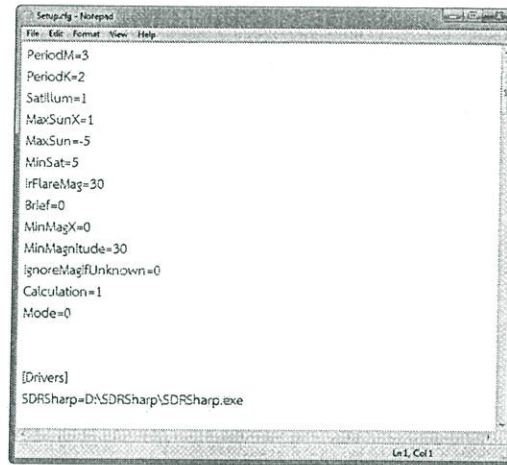 Setup.cfg - Notepad
File Edit Format View Help
PeriodM=3
PeriodK=2
SatIllum=1
MaxSunX=1
MaxSun=-5
MinSat=5
IrFlareMag=30
Brief=0
MinMagX=0
MinMagnitude=30
IgnoreMagifUnknown=0
Calculation=1
Mode=0
[Drivers]
SDRSharp=D:\SDRSharp\SDRSharp.exe
Ln 1, Col 1